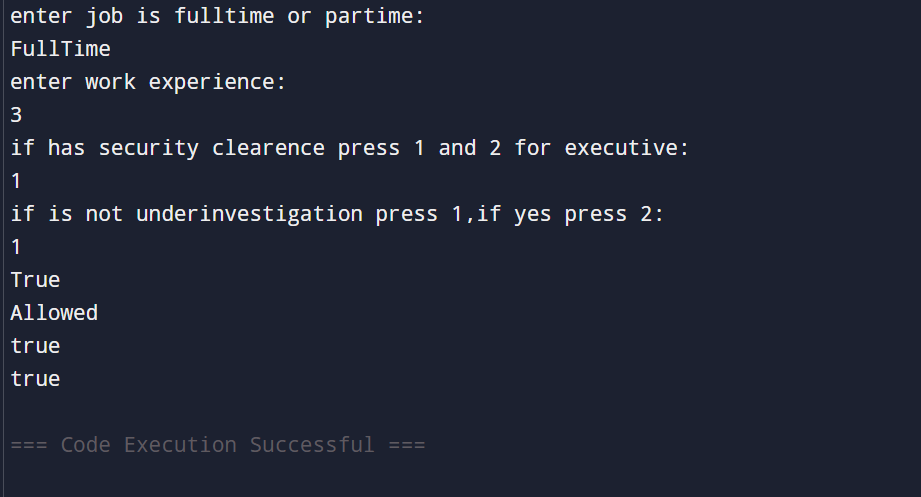 enter job is fulltime or partime:
FullTime
enter work experience:
3
if has security clearence press 1 and 2 for executive:
1
if is not underinvestigation press 1,if yes press 2:
1
True
Allowed
true
true
=== Code Execution Successful ===